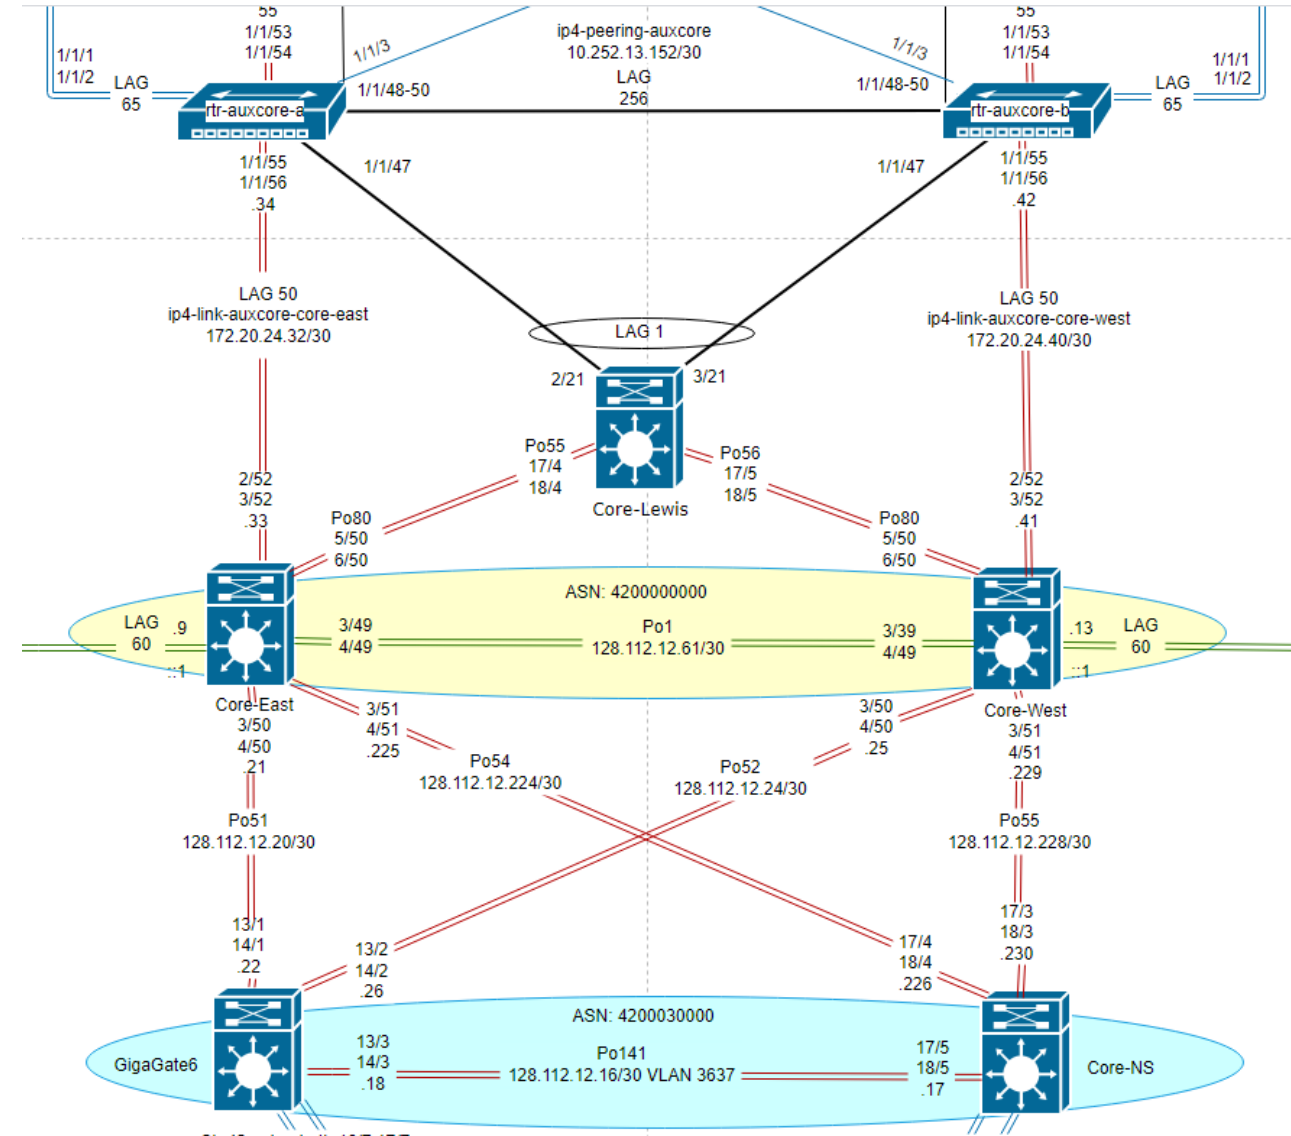 55
1/1/53
1/1/54
ip4-peering-auxcore
10.252.13.152/30
LAG
256
55
1/1/53
1/1/54
1/1/3
1/1/3
1/1/1
1/1/2
LAG
65
1/1/48-50
1/1/48-50
1/1/1
1/1/2
LAG
65
rtr-auxcore-a
rtr-auxcore-b
1/1/55
1/1/56
.34
1/1/47
1/1/47
1/1/55
1/1/56
.42
LAG 50
ip4-link-auxcore-core-east
172.20.24.32/30
LAG 1
LAG 50
ip4-link-auxcore-core-west
172.20.24.40/30
2/21
3/21
Po55
17/4
18/4
Po56
17/5
18/5
Core-Lewis
2/52
3/52
.33
Po80
5/50
6/50
Po80
5/50
6/50
2/52
3/52
.41
ASN: 4200000000
LAG
60
.9
::1
3/49
4/49
Po1
128.112.12.61/30
3/39
4/49
.13
::1
LAG
60
Core-East
3/50
4/50
.21
3/51
4/51
.225
3/50
4/50
.25
Core-West
3/51
4/51
.229
Po54
128.112.12.224/30
Po52
128.112.12.24/30
Po51
128.112.12.20/30
Po55
128.112.12.228/30
13/1
14/1
.22
13/2
14/2
.26
17/4
18/4
.226
17/3
18/3
.230
ASN: 4200030000
GigaGate6
13/3
14/3
.18
Po141
128.112.12.16/30 VLAN 3637
17/5
18/5
.17
Core-NS